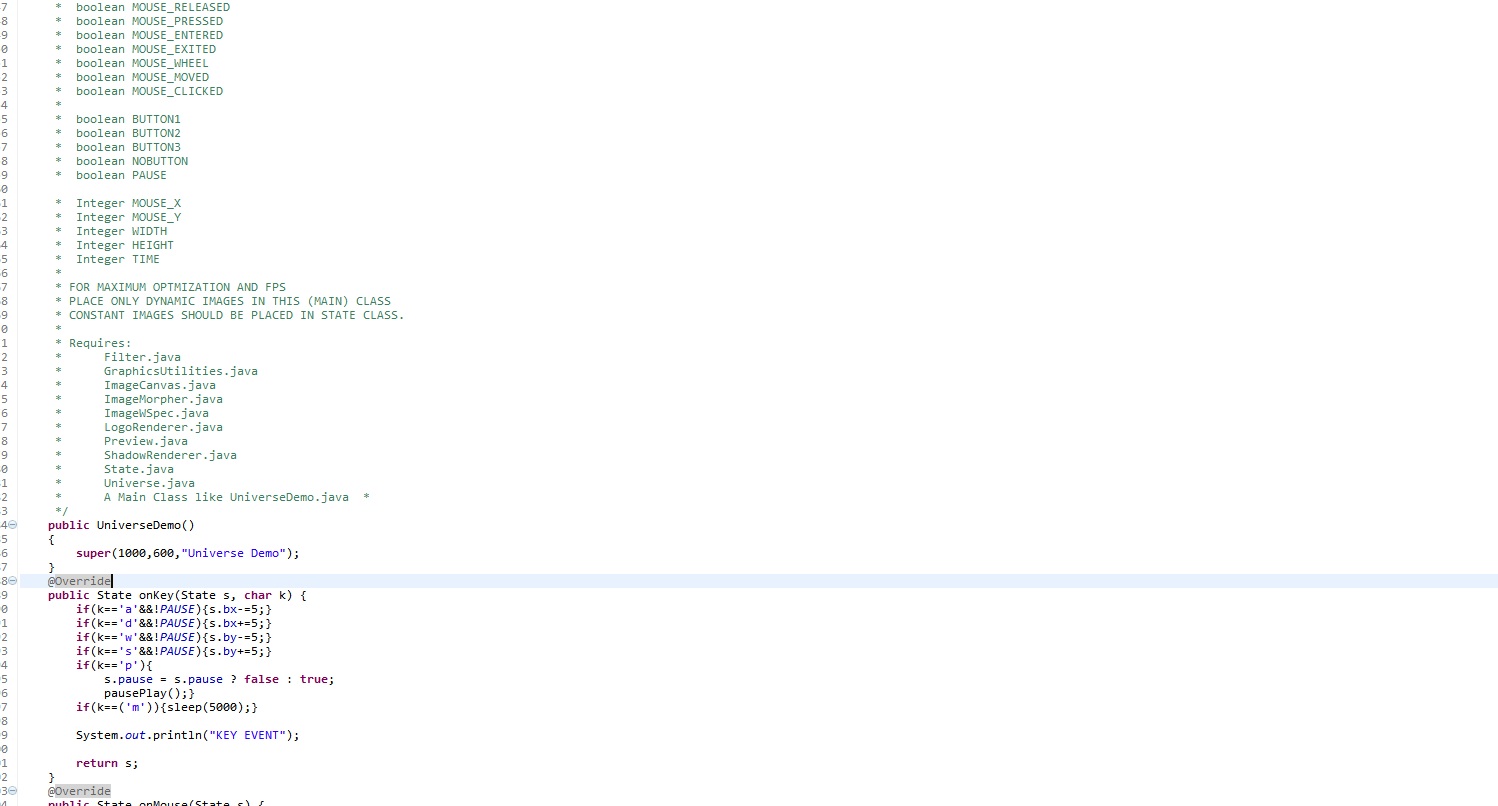 7 *  boolean MOUSE_RELEASED
8 *  boolean MOUSE_PRESSED
9 *  boolean MOUSE_ENTERED
0 *  boolean MOUSE_EXITED
1 *  boolean MOUSE_WHEEL
2 *  boolean MOUSE_MOVED
3 *  boolean MOUSE_CLICKED
4 *
5 *  boolean BUTTON1
6 *  boolean BUTTON2
7 *  boolean BUTTON3
8 *  boolean NOBUTTON
9 *  boolean PAUSE
0
1 *  Integer MOUSE_X
2 *  Integer MOUSE_Y
3 *  Integer WIDTH
4 *  Integer HEIGHT
5 *  Integer TIME
6 *
7 * FOR MAXIMUM OPTMIZATION AND FPS
8 * PLACE ONLY DYNAMIC IMAGES IN THIS (MAIN) CLASS
9 * CONSTANT IMAGES SHOULD BE PLACED IN STATE CLASS.
0 *
1 * Requires:
2 *      Filter.java
3 *      GraphicsUtilities.java
4 *      ImageCanvas.java
5 *      ImageMorpher.java
6 *      ImageWSpec.java
7 *      LogoRenderer.java
8 *      Preview.java
9 *      ShadowRenderer.java
0 *      State.java
1 *      Universe.java
2 *      A Main Class like UniverseDemo.java  *
3 */
4 public UniverseDemo()
5 {
6     super(1000,600,"Universe Demo");
7 }
8 @Override
9 public State onKey(State s, char k) {
0     if(k=='a'&&!PAUSE){s.bx-=5;}
1     if(k=='d'&&!PAUSE){s.bx+=5;}
2     if(k=='w'&&!PAUSE){s.by-=5;}
3     if(k=='s'&&!PAUSE){s.by+=5;}
4     if(k=='p'){
5         s.pause = s.pause ? false : true;
6         pausePlay();}
7     if(k==('m')){sleep(5000);}
8
9     System.out.println("KEY EVENT");
0
1     return s;
2 }
3 @Override
public State onMouse(State s) {